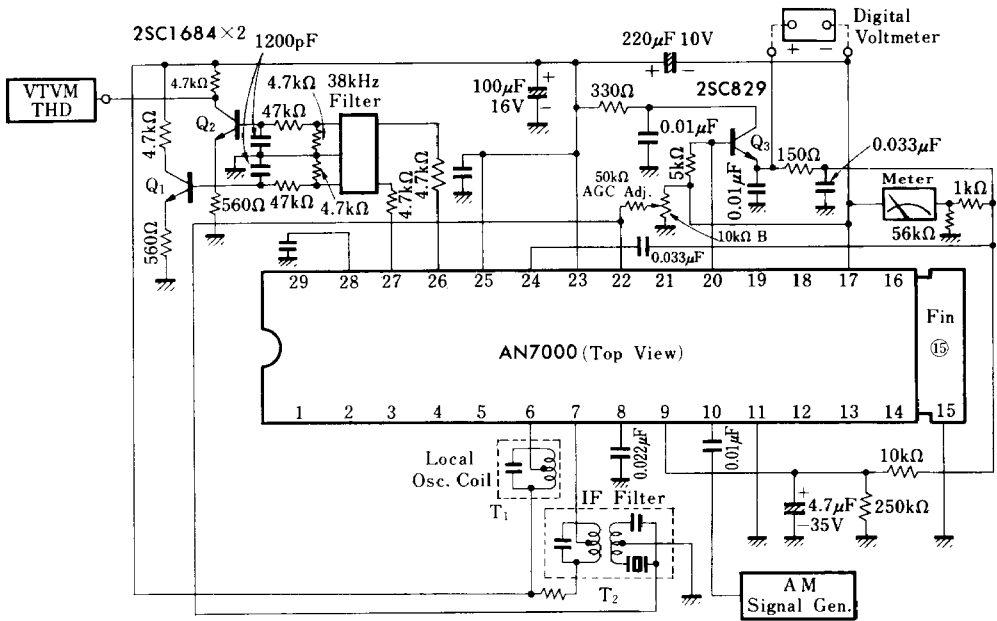 2SC1684×2
1200pF
220μF 10V
Digital
Voltmeter
+ −
VTVM
THD
4.7kΩ
4.7kΩ
38kHz
Filter
100μF
16V
+
−
+ −
330Ω
2SC829
Q2
47kΩ
4.7kΩ
0.01μF
Q3
150Ω
0.033μF
5kΩ
50kΩ
AGC Adj.
0.01μF
Meter
1kΩ
Q1
47kΩ
4.7kΩ
4.7kΩ
4.7kΩ
560Ω
560Ω
10kΩ B
56kΩ
0.033μF
29 28 27 26 25 24 23 22 21 20 19 18 17 16
Fin
⑮
AN7000 (Top View)
1 2 3 4 5 6 7 8 9 10 11 12 13 14 15
Local
Osc. Coil
T1
0.022μF
0.01μF
10kΩ
IF Filter
+
4.7μF
−35V
250kΩ
T2
AM
Signal Gen.